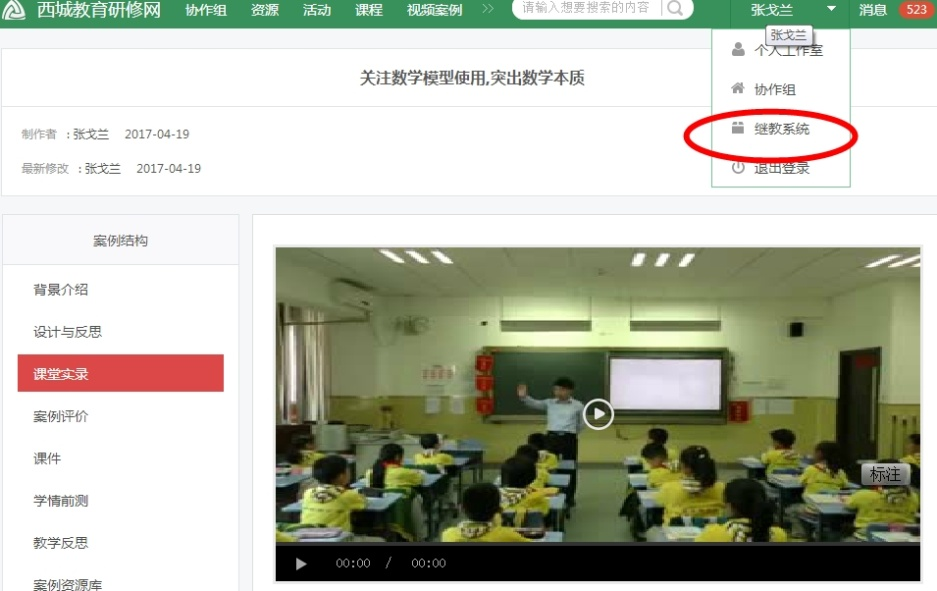 西城教育研修网 协作组 资源 活动 课程 视频案例 >> 请输入想要搜索的内容 张戈兰 消息 523
张戈兰
个人工作室
协作组
继教系统
退出登录
关注数学模型使用,突出数学本质
制作者 ：张戈兰 2017-04-19
最新修改 ：张戈兰 2017-04-19
案例结构
背景介绍
设计与反思
课堂实录
案例评价
课件
学情前测
教学反思
案例资源库
标注
00:00 / 00:00